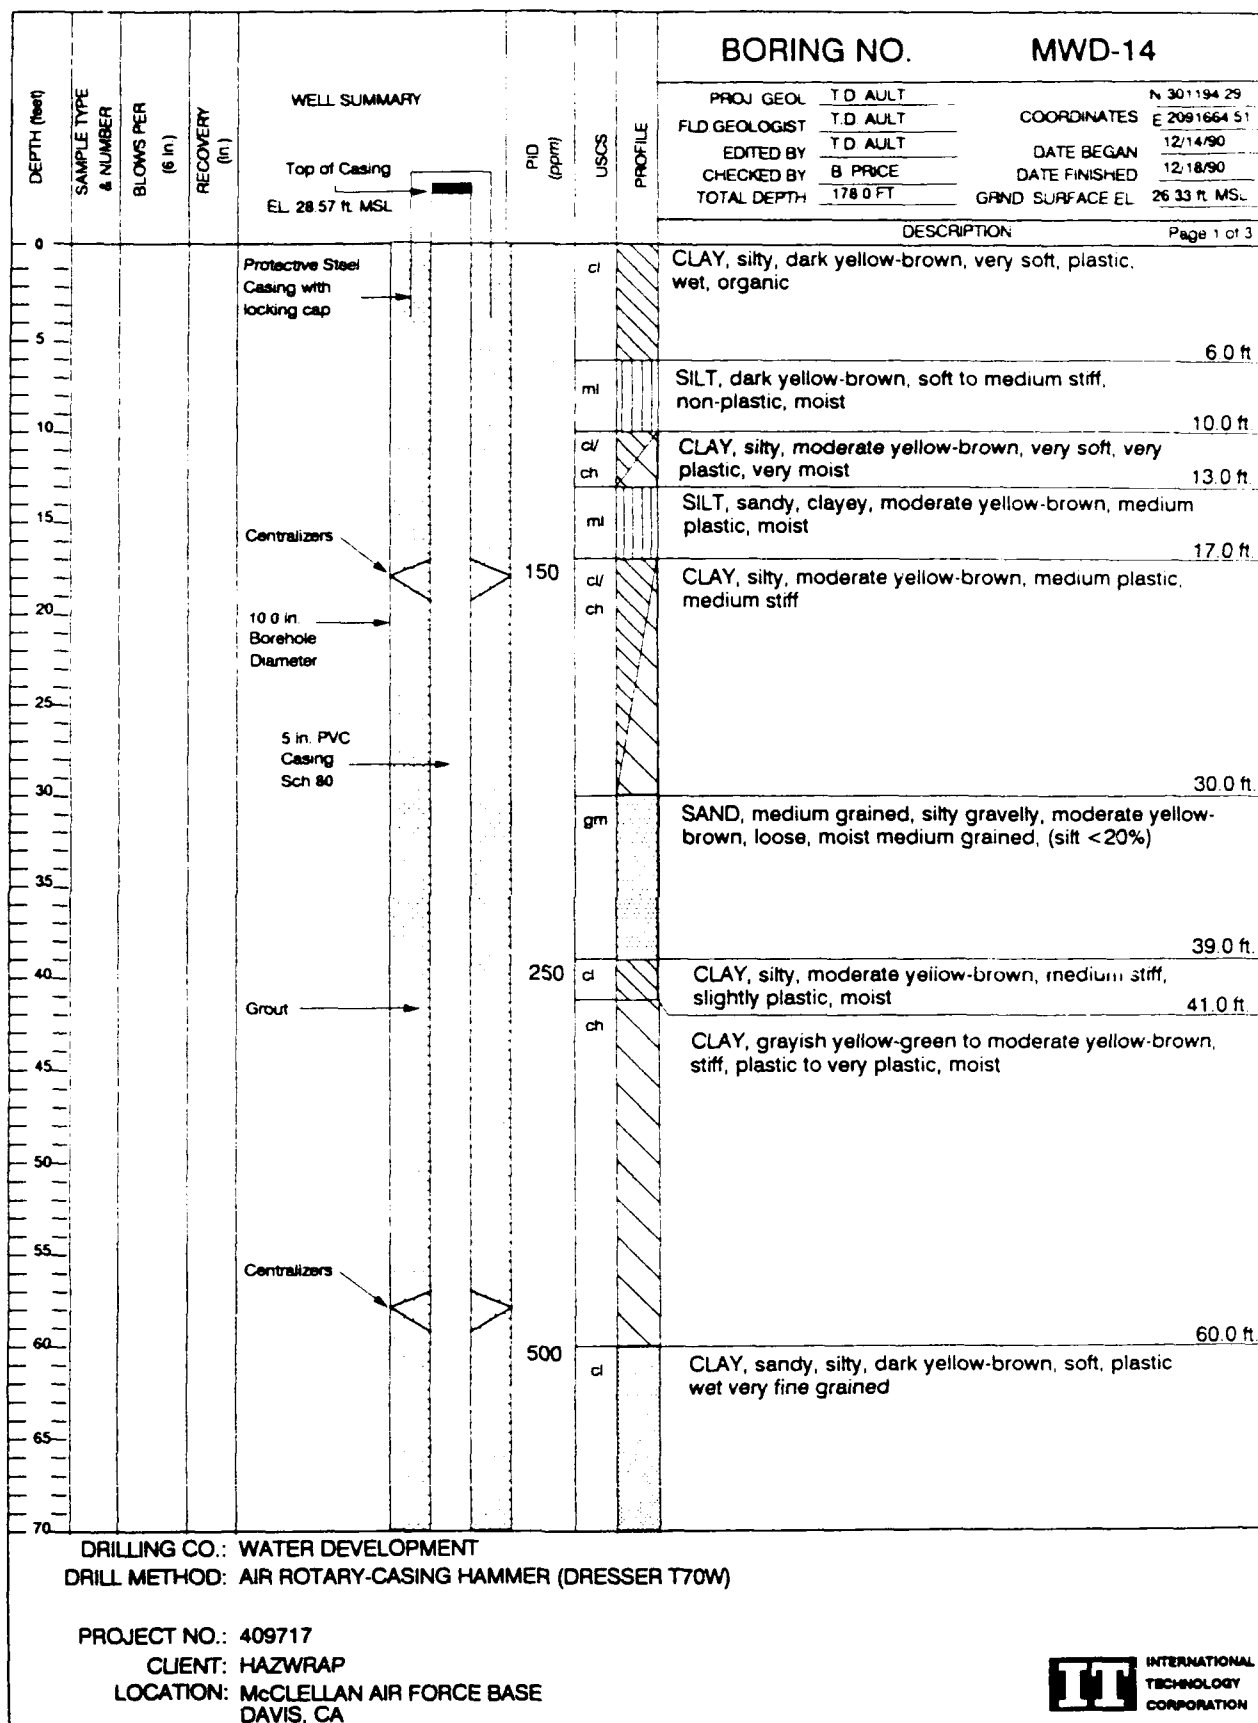 BORING NO. MWD-14
DEPTH (feet)
SAMPLE TYPE
& NUMBER
BLOWS PER
(6 in.)
RECOVERY
(in)
WELL SUMMARY
Top of Casing
EL. 28.57 ft. MSL
PID
(ppm)
USCS
PROFILE
PROJ GEOL T.D. AULT
FLD GEOLOGIST T.D. AULT
EDITED BY T.D. AULT
CHECKED BY B PRICE
TOTAL DEPTH 178.0 FT
COORDINATES N 301194.29
E 2091664.51
DATE BEGAN 12/14/90
DATE FINISHED 12/18/90
GRND SURFACE EL 26.33 ft. MSL
DESCRIPTION Page 1 of 3
0
Protective Steel
Casing with
locking cap
cl
CLAY, silty, dark yellow-brown, very soft, plastic,
wet, organic
5
6.0 ft
ml
SILT, dark yellow-brown, soft to medium stiff,
non-plastic, moist
10
10.0 ft.
cl/
ch
CLAY, silty, moderate yellow-brown, very soft, very
plastic, very moist
13.0 ft.
15
ml
SILT, sandy, clayey, moderate yellow-brown, medium
plastic, moist
17.0 ft.
Centralizers
150
cl/
ch
CLAY, silty, moderate yellow-brown, medium plastic,
medium stiff
20
10.0 in.
Borehole
Diameter
25
5 in. PVC
Casing
Sch 80
30
30.0 ft.
gm
SAND, medium grained, silty gravelly, moderate yellow-
brown, loose, moist medium grained, (silt <20%)
35
39.0 ft.
40
250
cl
CLAY, silty, moderate yellow-brown, medium stiff,
slightly plastic, moist
41.0 ft.
Grout
ch
CLAY, grayish yellow-green to moderate yellow-brown,
stiff, plastic to very plastic, moist
45
50
55
Centralizers
60
60.0 ft.
500
cl
CLAY, sandy, silty, dark yellow-brown, soft, plastic
wet very fine grained
65
70
DRILLING CO.: WATER DEVELOPMENT
DRILL METHOD: AIR ROTARY-CASING HAMMER (DRESSER T70W)
PROJECT NO.: 409717
CLIENT: HAZWRAP
LOCATION: McCLELLAN AIR FORCE BASE
DAVIS, CA
IT INTERNATIONAL
TECHNOLOGY
CORPORATION